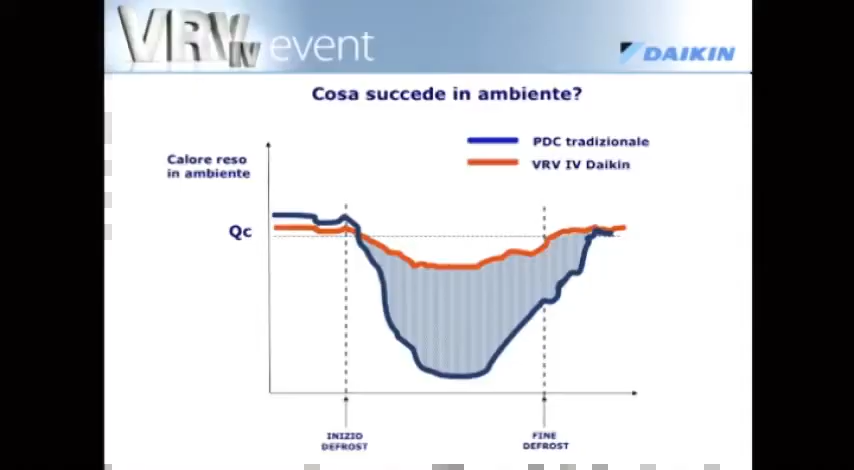 VRV IV event
DAIKIN
Cosa succede in ambiente?
PDC tradizionale
VRV IV Daikin
Calore reso
in ambiente
Qc
INIZIO
DEFROST
FINE
DEFROST